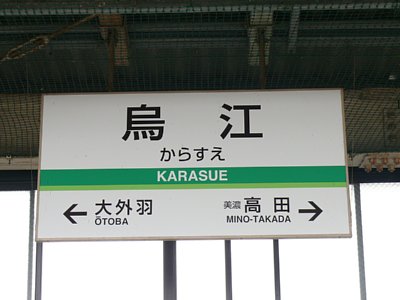 烏江
からすえ
KARASUE
← 大外羽 美濃高田 →
ŌTOBA MINO-TAKADA